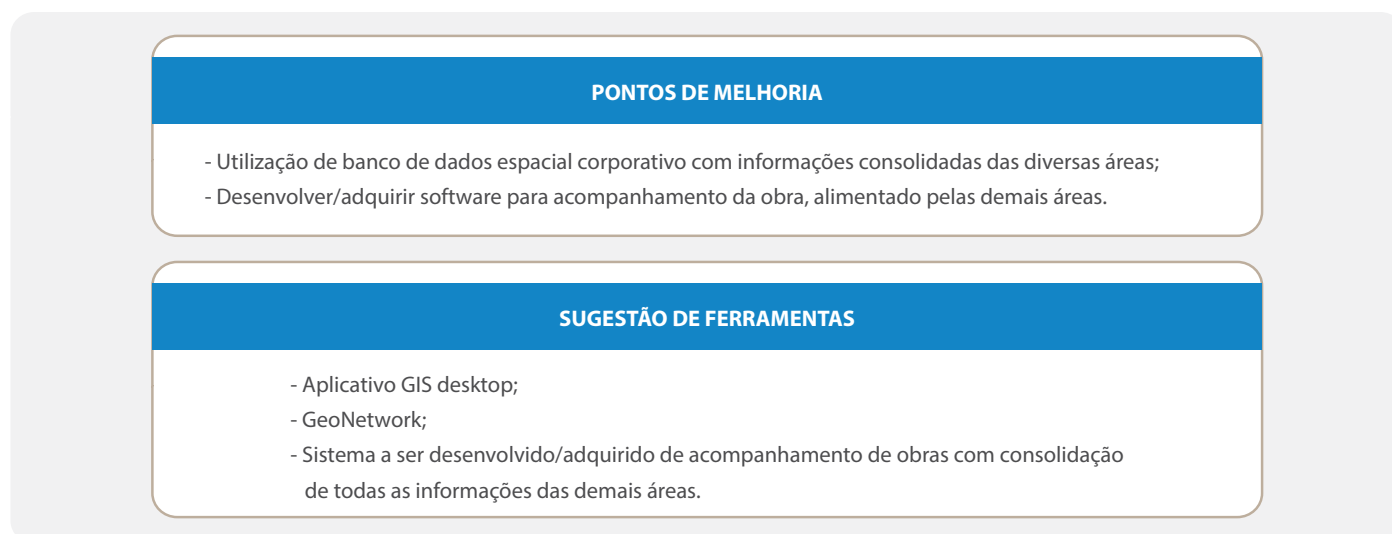 PONTOS DE MELHORIA
- Utilização de banco de dados espacial corporativo com informações consolidadas das diversas áreas;
- Desenvolver/adquirir software para acompanhamento da obra, alimentado pelas demais áreas.
SUGESTÃO DE FERRAMENTAS
- Aplicativo GIS desktop;
- GeoNetwork;
- Sistema a ser desenvolvido/adquirido de acompanhamento de obras com consolidação
de todas as informações das demais áreas.